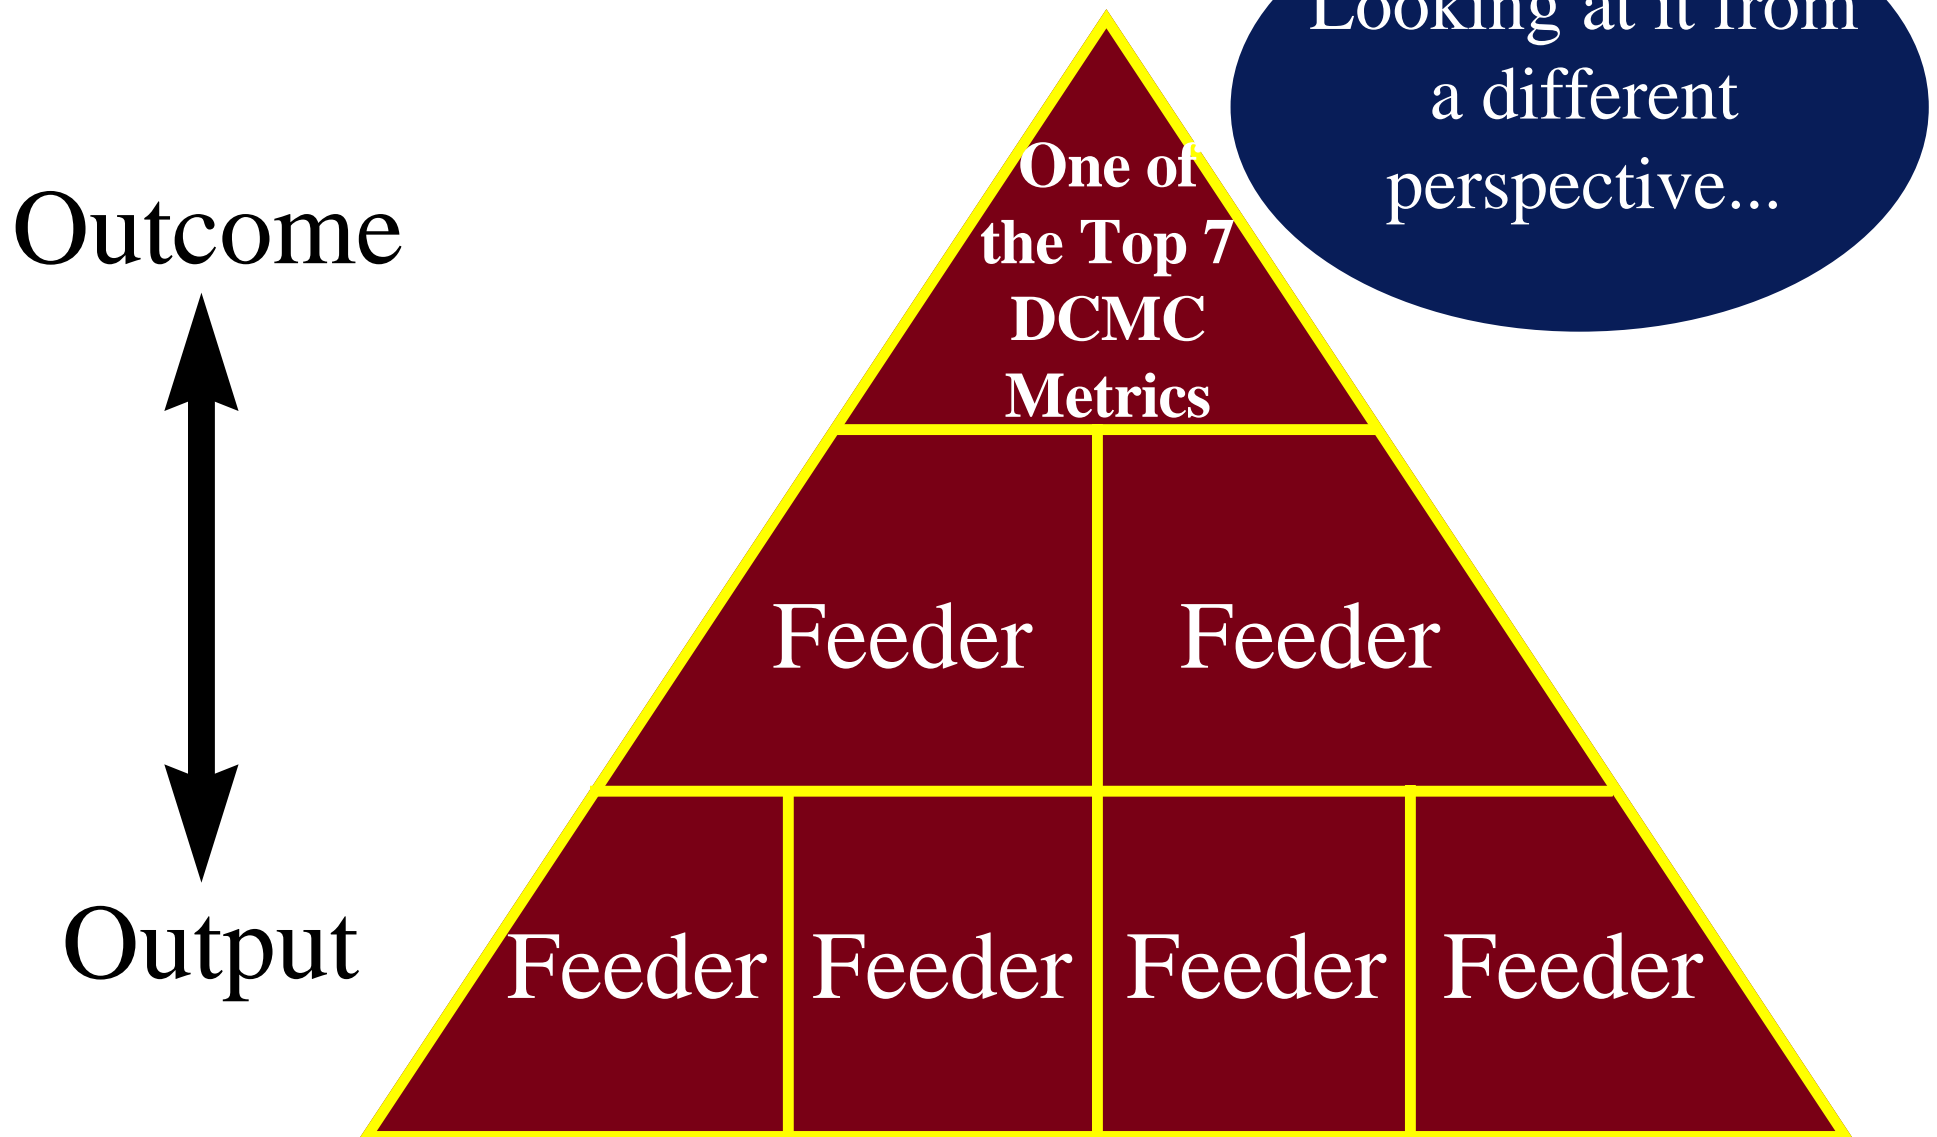 Looking at it from
a different
perspective...
One of
the Top 7
DCMC
Metrics
Outcome
Feeder Feeder
Output
Feeder Feeder Feeder Feeder